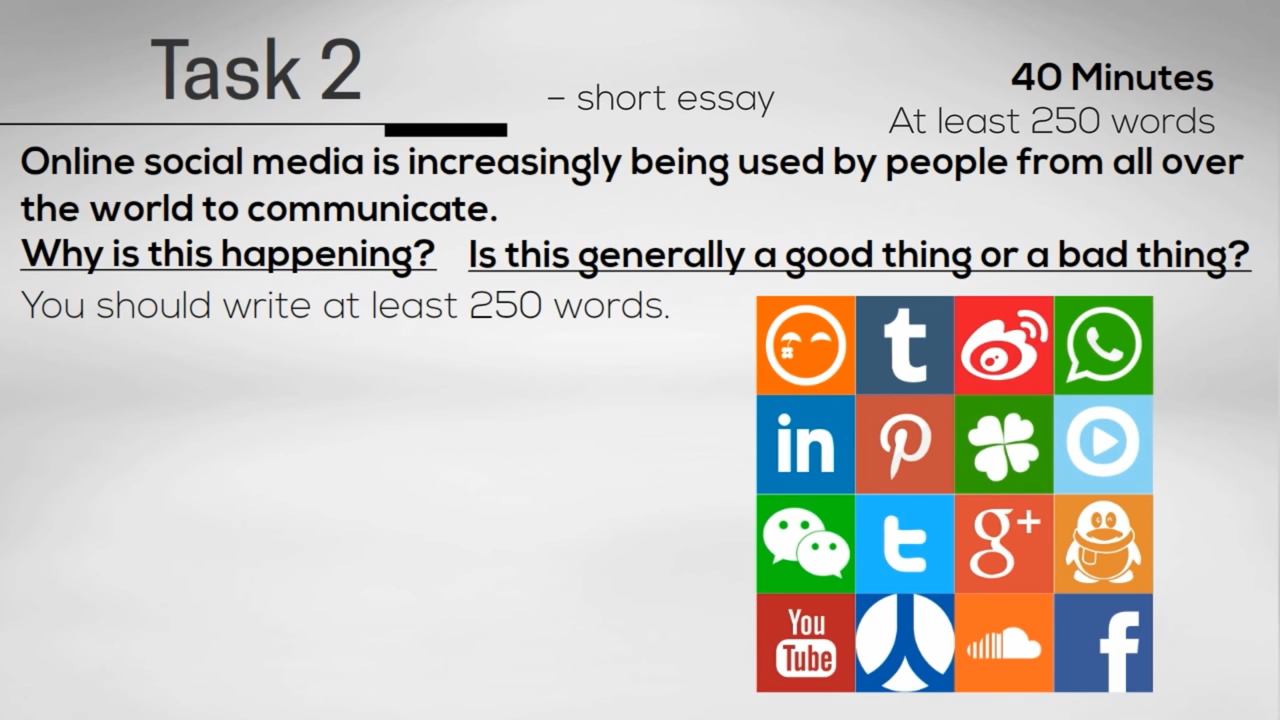 Task 2
– short essay
40 Minutes
At least 250 words
Online social media is increasingly being used by people from all over
the world to communicate.
Why is this happening? Is this generally a good thing or a bad thing?
You should write at least 250 words.
t
in
g+
You
Tube
f